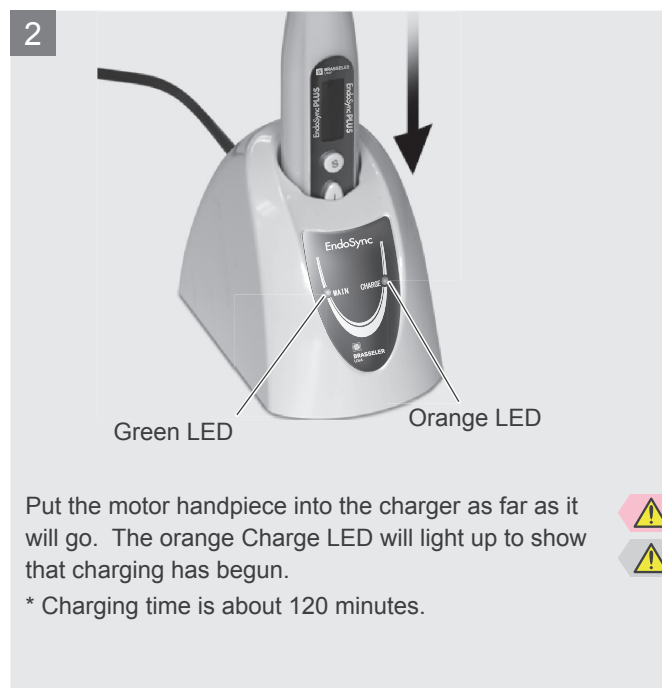 2
BRASSELER
USA
EndoSync PLUS
EndoSync PLUS
S
EndoSync
MAIN CHARGE
BRASSELER
USA
Green LED
Orange LED
Put the motor handpiece into the charger as far as it
will go. The orange Charge LED will light up to show
that charging has begun.
* Charging time is about 120 minutes.